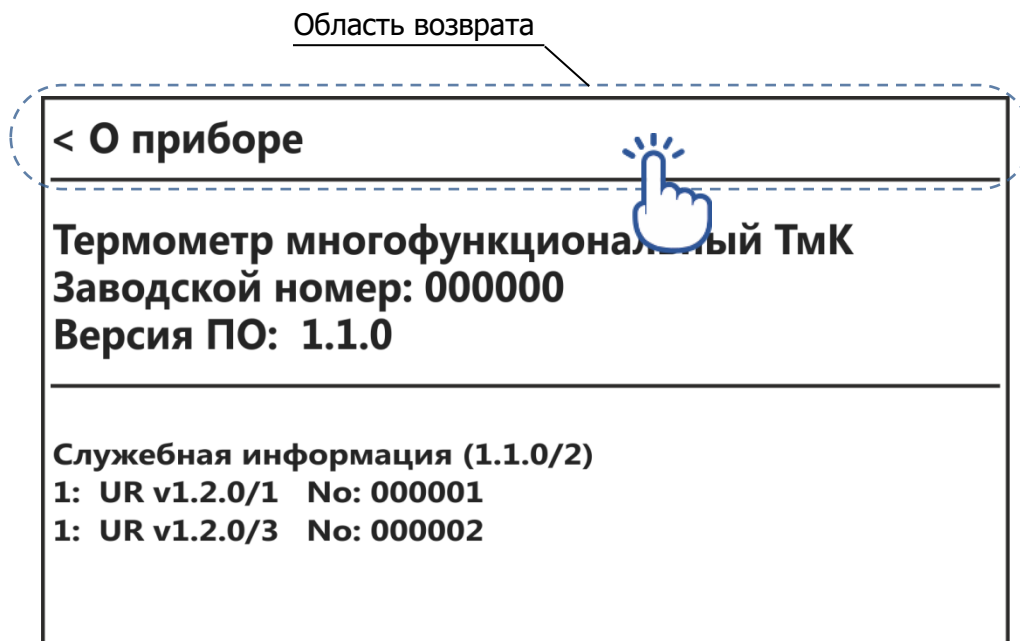 Область возврата
< О приборе
Термометр многофункциональный ТмК
Заводской номер: 000000
Версия ПО: 1.1.0
Служебная информация (1.1.0/2)
1: UR v1.2.0/1 No: 000001
1: UR v1.2.0/3 No: 000002